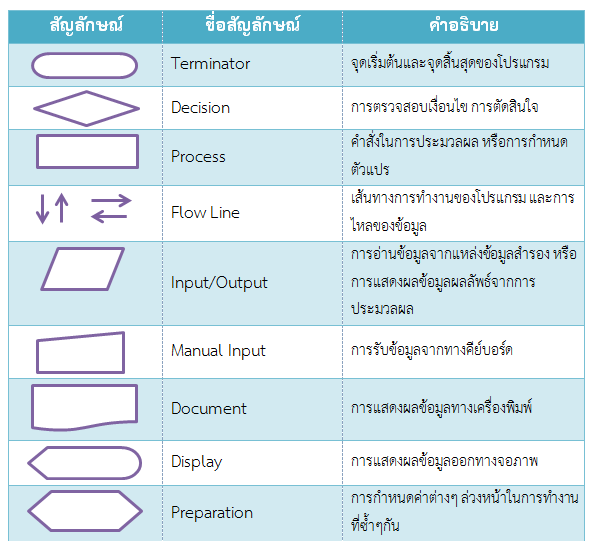 สัญลักษณ์ ชื่อสัญลักษณ์ คำอธิบาย
Terminator จุดเริ่มต้นและจุดสิ้นสุดของโปรแกรม
Decision การตรวจสอบเงื่อนไข การตัดสินใจ
Process คำสั่งในการประมวลผล หรือการกำหนด
ตัวแปร
Flow Line เส้นทางการทำงานของโปรแกรม และการ
ไหลของข้อมูล
Input/Output การอ่านข้อมูลจากแหล่งข้อมูลสำรอง หรือ
การแสดงผลข้อมูลผลลัพธ์จากการ
ประมวลผล
Manual Input การรับข้อมูลจากทางคีย์บอร์ด
Document การแสดงผลข้อมูลทางเครื่องพิมพ์
Display การแสดงผลข้อมูลออกทางจอภาพ
Preparation การกำหนดค่าต่างๆ ล่วงหน้าในการทำงาน
ที่ซ้ำๆกัน